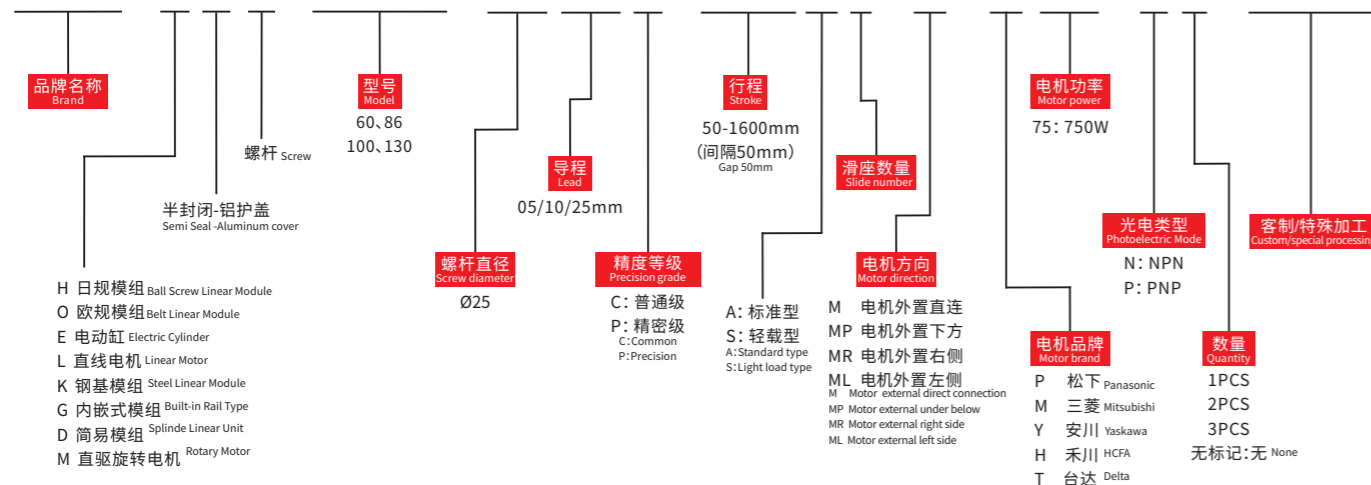 品牌名称
Brand
H 日规模组 Ball Screw Linear Module
O 欧规模组 Belt Linear Module
E 电动缸 Electric Cylinder
L 直线电机 Linear Motor
K 钢基模组 Steel Linear Module
G 内嵌式模组 Built-in Rail Type
D 简易模组 Splinde Linear Unit
M 直驱旋转电机 Rotary Motor
半封闭-铝护盖
Semi Seal -Aluminum cover
螺杆 Screw
型号
Model
60、86
100、130
螺杆直径
Screw diameter
Ø25
导程
Lead
05/10/25mm
精度等级
Precision grade
C：普通级
P：精密级
C:Common
P:Precision
行程
Stroke
50-1600mm
（间隔50mm）
Gap 50mm
A：标准型
S：轻载型
A:Standard type
S:Light load type
滑座数量
Slide number
电机方向
Motor direction
M 电机外置直连
MP 电机外置下方
MR 电机外置右侧
ML 电机外置左侧
M Motor external direct connection
MP Motor external under below
MR Motor external right side
ML Motor external left side
电机品牌
Motor brand
P 松下 Panasonic
M 三菱 Mitsubishi
Y 安川 Yaskawa
H 禾川 HCFA
T 台达 Delta
电机功率
Motor power
75：750W
光电类型
Photoelectric Mode
N：NPN
P：PNP
数量
Quantity
1PCS
2PCS
3PCS
无标记：无 None
客制/特殊加工
Custom/special processin